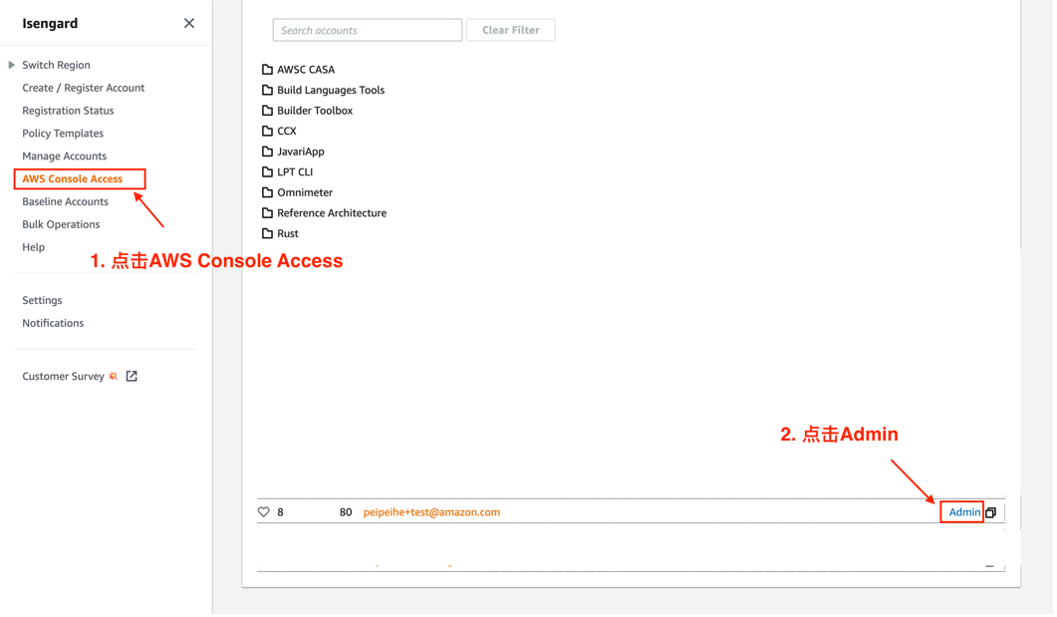 Isengard
Switch Region
Create / Register Account
Registration Status
Policy Templates
Manage Accounts
AWS Console Access
Baseline Accounts
Bulk Operations
Help
Settings
Notifications
Customer Survey
1. 点击AWS Console Access
Search accounts
Clear Filter
AWSC CASA
Build Languages Tools
Builder Toolbox
CCX
JavariApp
LPT CLI
Omnimeter
Reference Architecture
Rust
2. 点击Admin
8 80 peipeihe+test@amazon.com Admin